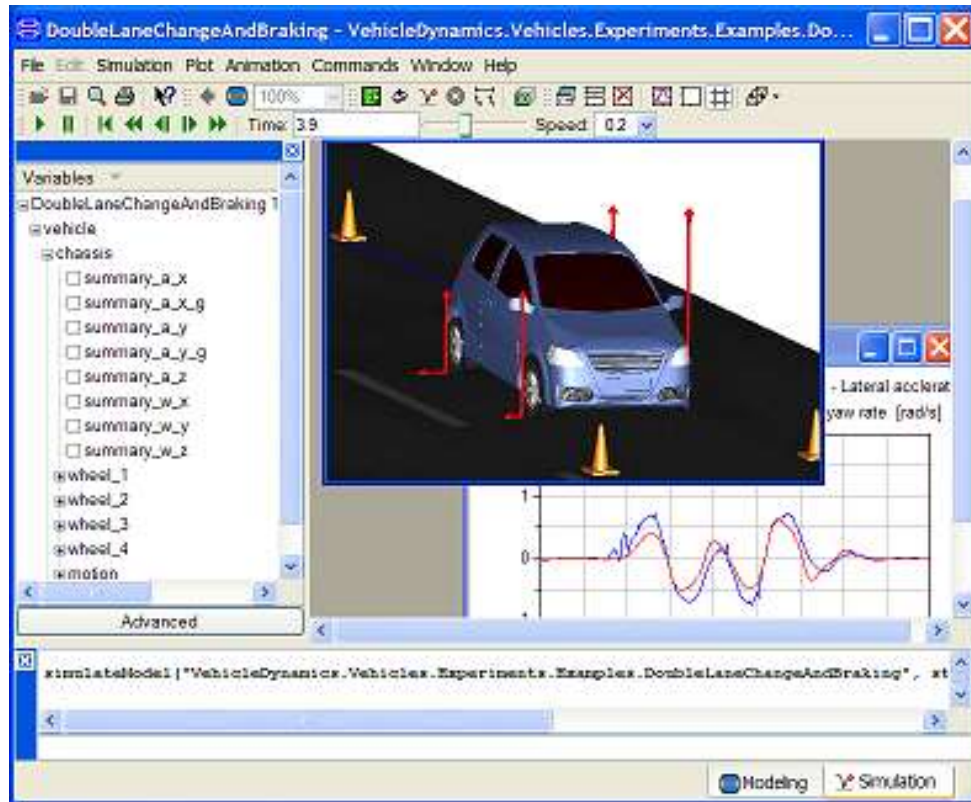 DoubleLaneChangeAndBraking - VehicleDynamics.Vehicles.Experiments.Examples.Do...
File Edit Simulation Plot Animation Commands Window Help
100%
Time: 3.9 Speed: 0.2
Variables
DoubleLaneChangeAndBraking 1
vehicle
chassis
summary_a_x
summary_a_x_g
summary_a_y
summary_a_y_g
summary_a_z
summary_w_x
summary_w_y
summary_w_z
wheel_1
wheel_2
wheel_3
wheel_4
motion
Advanced
- Lateral acclerat
yaw rate [rad/s]
1
0
simulateModel("VehicleDynamics.Vehicles.Experiments.Examples.DoubleLaneChangeAndBraking", st
Modeling Simulation